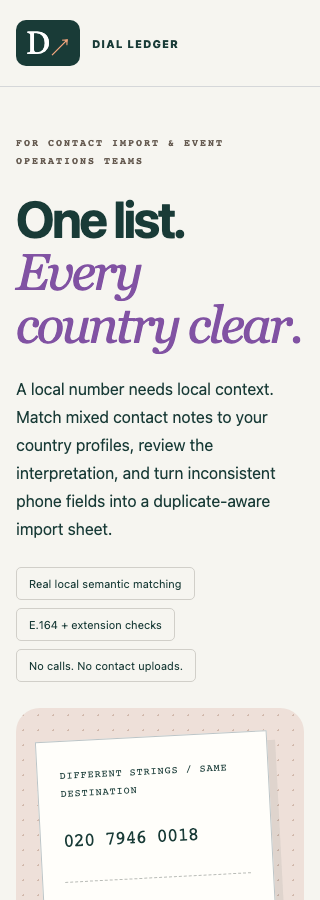 D↗
DIAL LEDGER
FOR CONTACT IMPORT & EVENT
OPERATIONS TEAMS
One list.
Every
country clear.
A local number needs local context.
Match mixed contact notes to your
country profiles, review the
interpretation, and turn inconsistent
phone fields into a duplicate-aware
import sheet.
Real local semantic matching
E.164 + extension checks
No calls. No contact uploads.
DIFFERENT STRINGS / SAME
DESTINATION
020 7946 0018